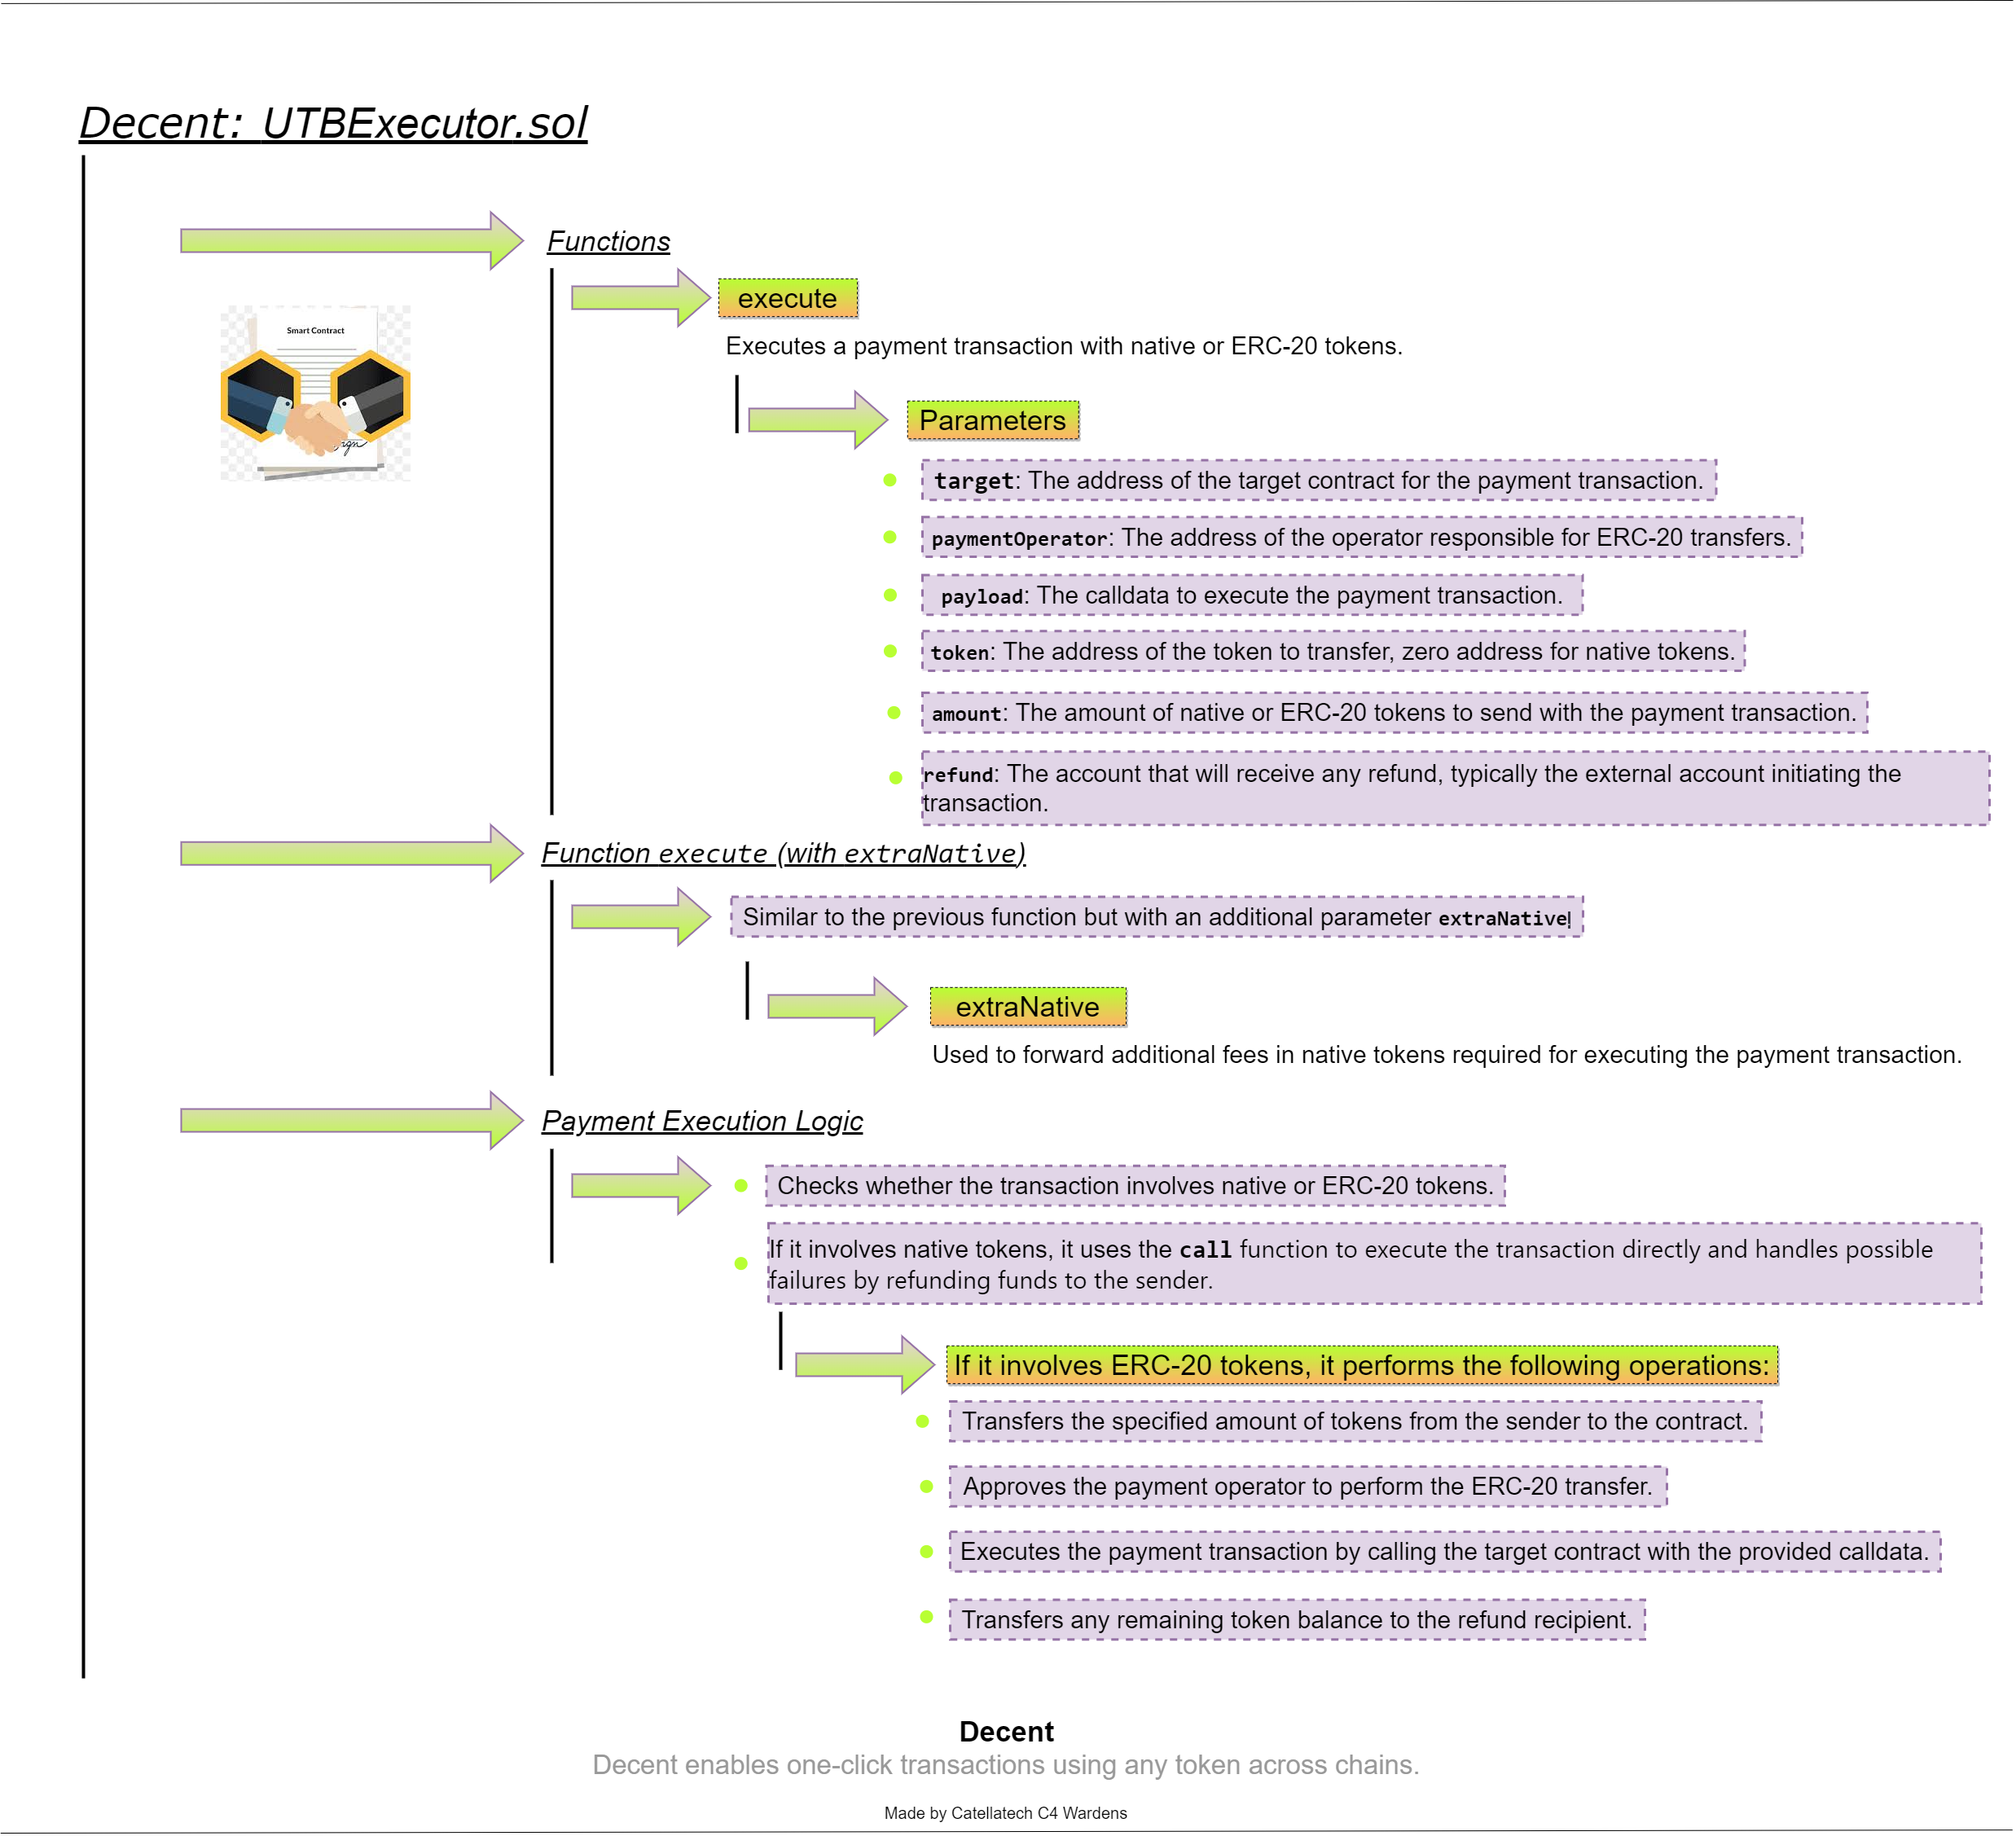 Decent: UTBExecutor.sol
Functions
execute
Executes a payment transaction with native or ERC-20 tokens.
Smart Contract
Parameters
sign
target: The address of the target contract for the payment transaction.
paymentOperator: The address of the operator responsible for ERC-20 transfers.
payload: The calldata to execute the payment transaction.
token: The address of the token to transfer, zero address for native tokens.
amount: The amount of native or ERC-20 tokens to send with the payment transaction.
refund: The account that will receive any refund, typically the external account initiating the
transaction.
Function execute (with extraNative)
Similar to the previous function but with an additional parameter extraNative
extraNative
Used to forward additional fees in native tokens required for executing the payment transaction.
Payment Execution Logic
Checks whether the transaction involves native or ERC-20 tokens.
If it involves native tokens, it uses the call function to execute the transaction directly and handles possible
failures by refunding funds to the sender.
If it involves ERC-20 tokens, it performs the following operations:
Transfers the specified amount of tokens from the sender to the contract.
Approves the payment operator to perform the ERC-20 transfer.
Executes the payment transaction by calling the target contract with the provided calldata.
Transfers any remaining token balance to the refund recipient.
Decent
Decent enables one-click transactions using any token across chains.
Made by Catellatech C4 Wardens